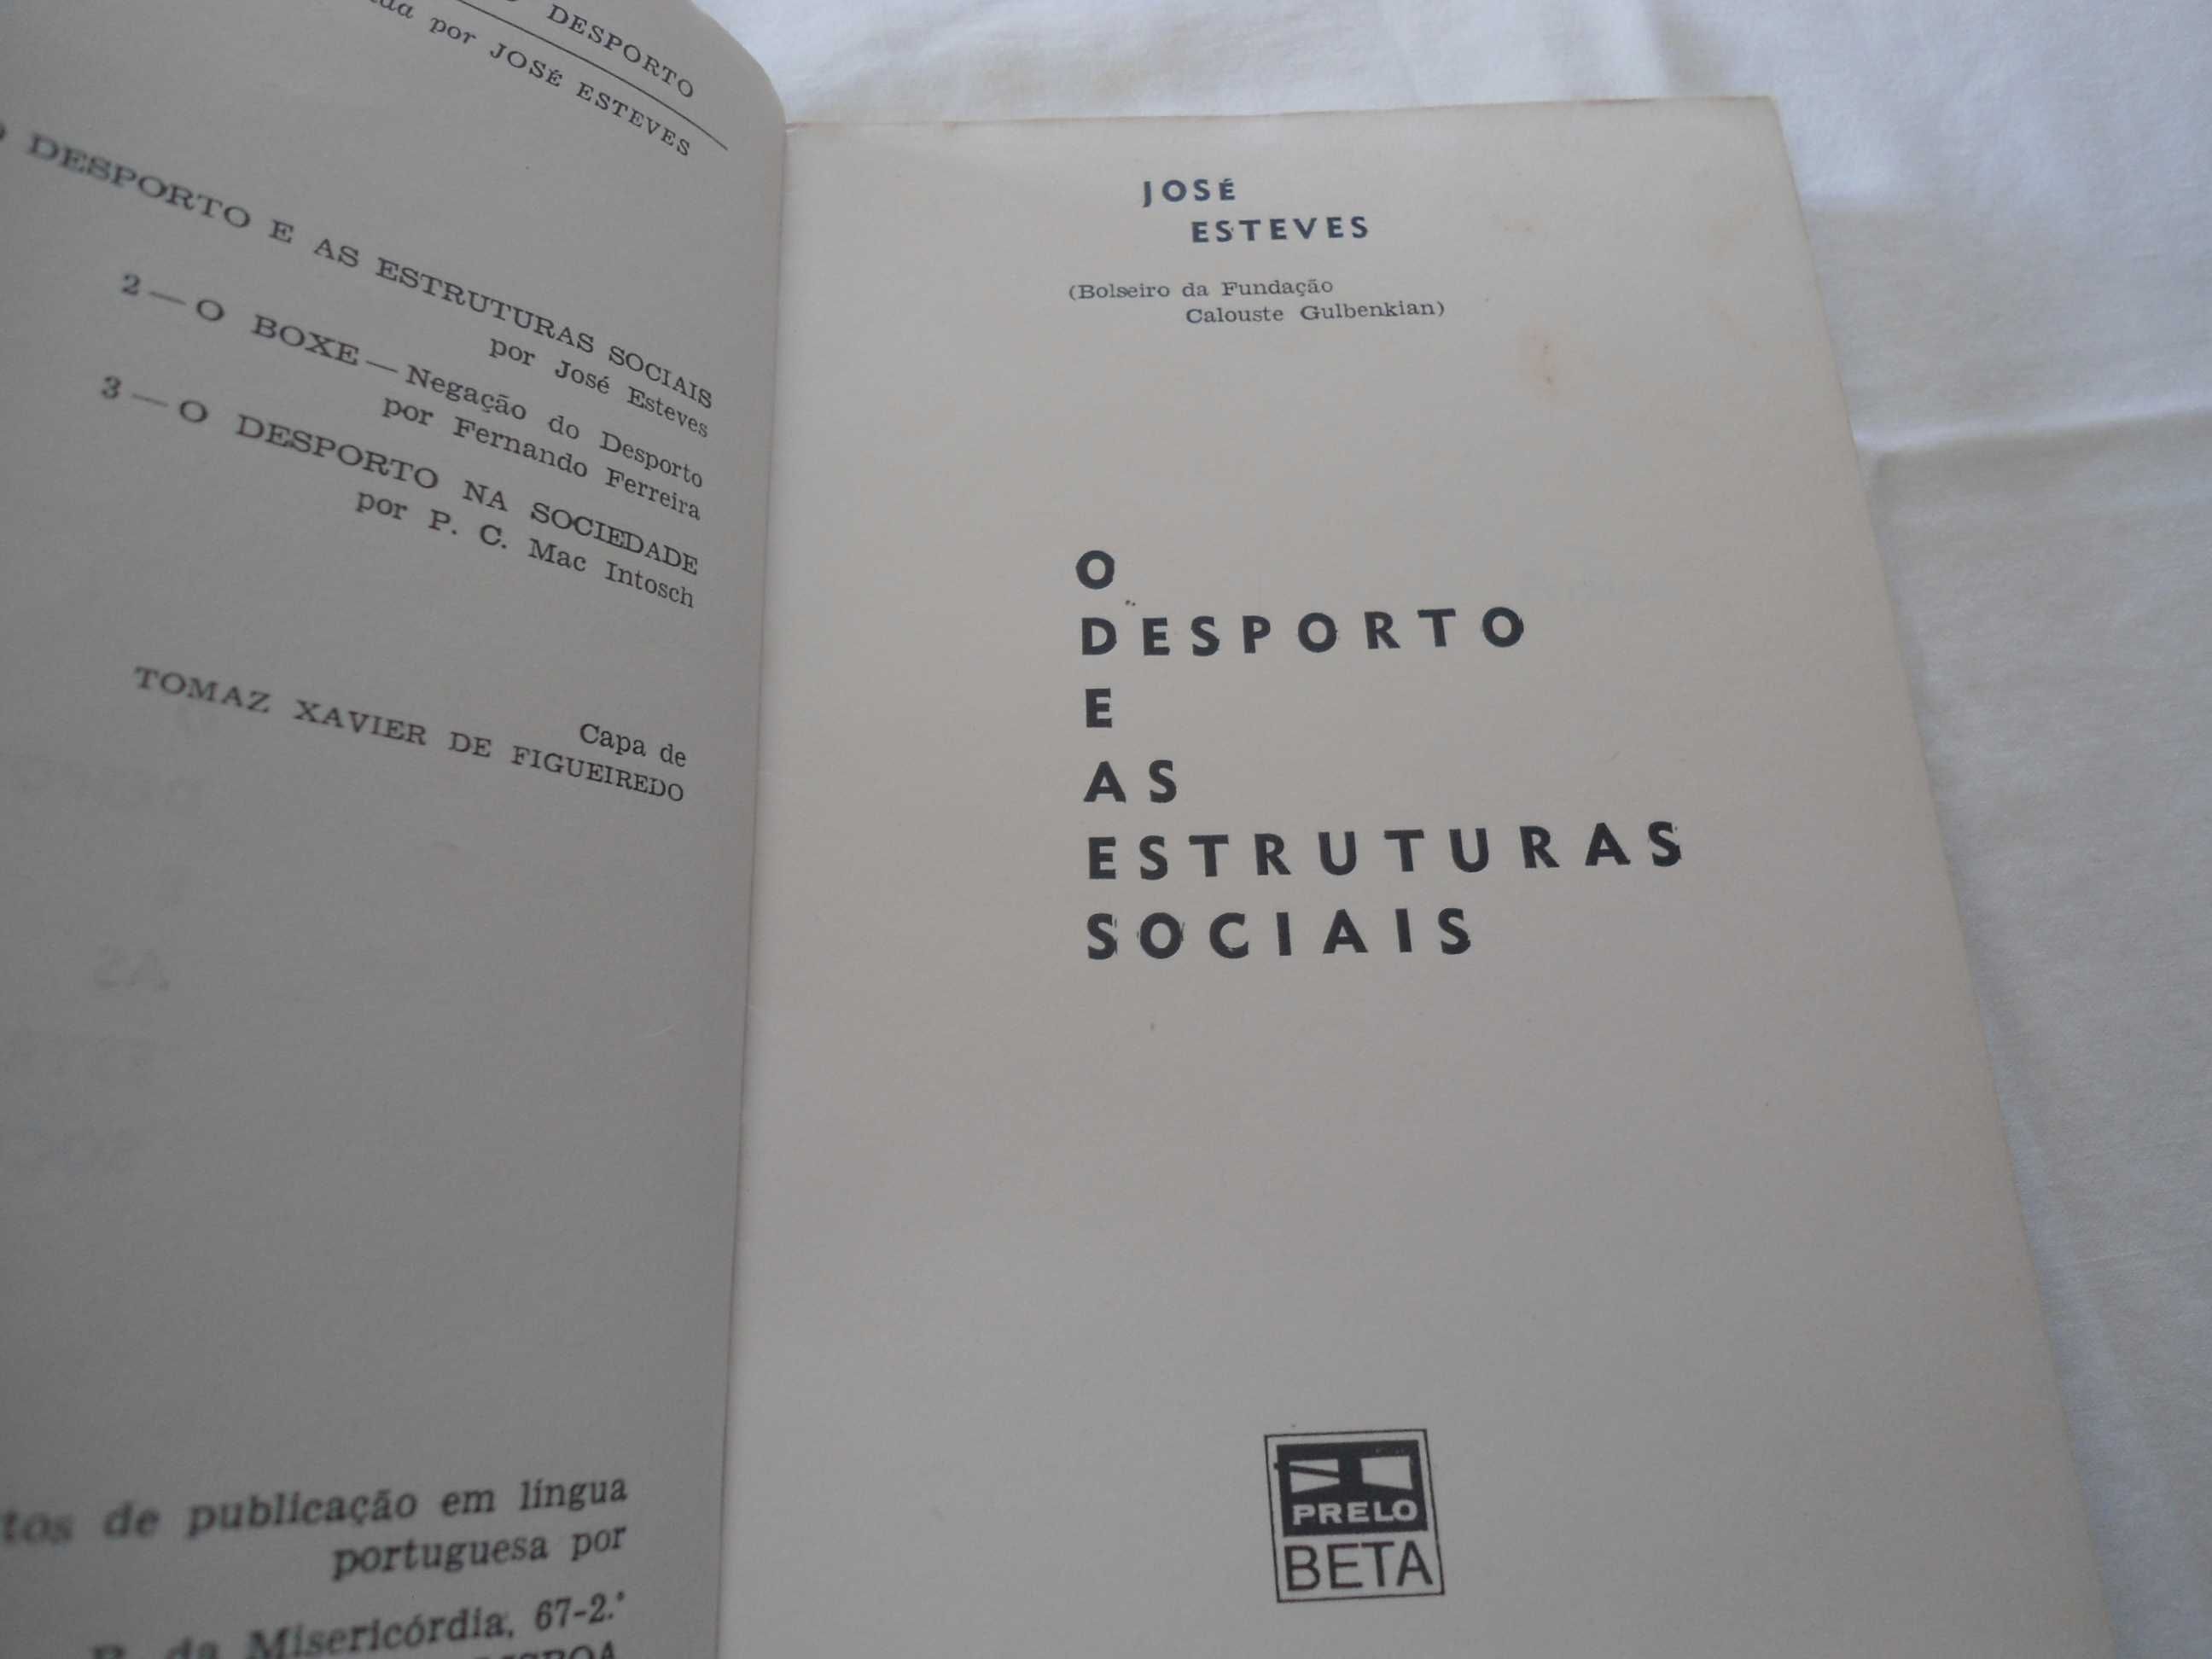 DESPORTO
por JOSÉ ESTEVES
DESPORTO E AS ESTRUTURAS SOCIAIS
por José Esteves
2 — O BOXE — Negação do Desporto
por Fernando Ferreira
3 — O DESPORTO NA SOCIEDADE
por P. C. Mac Intosch
Capa de
TOMAZ XAVIER DE FIGUEIREDO
de publicação em língua
portuguesa por
R. da Misericórdia, 67-2.º
JOSÉ
ESTEVES
(Bolseiro da Fundação
Calouste Gulbenkian)
O
DESPORTO
E
AS
ESTRUTURAS
SOCIAIS
PRELO
BETA